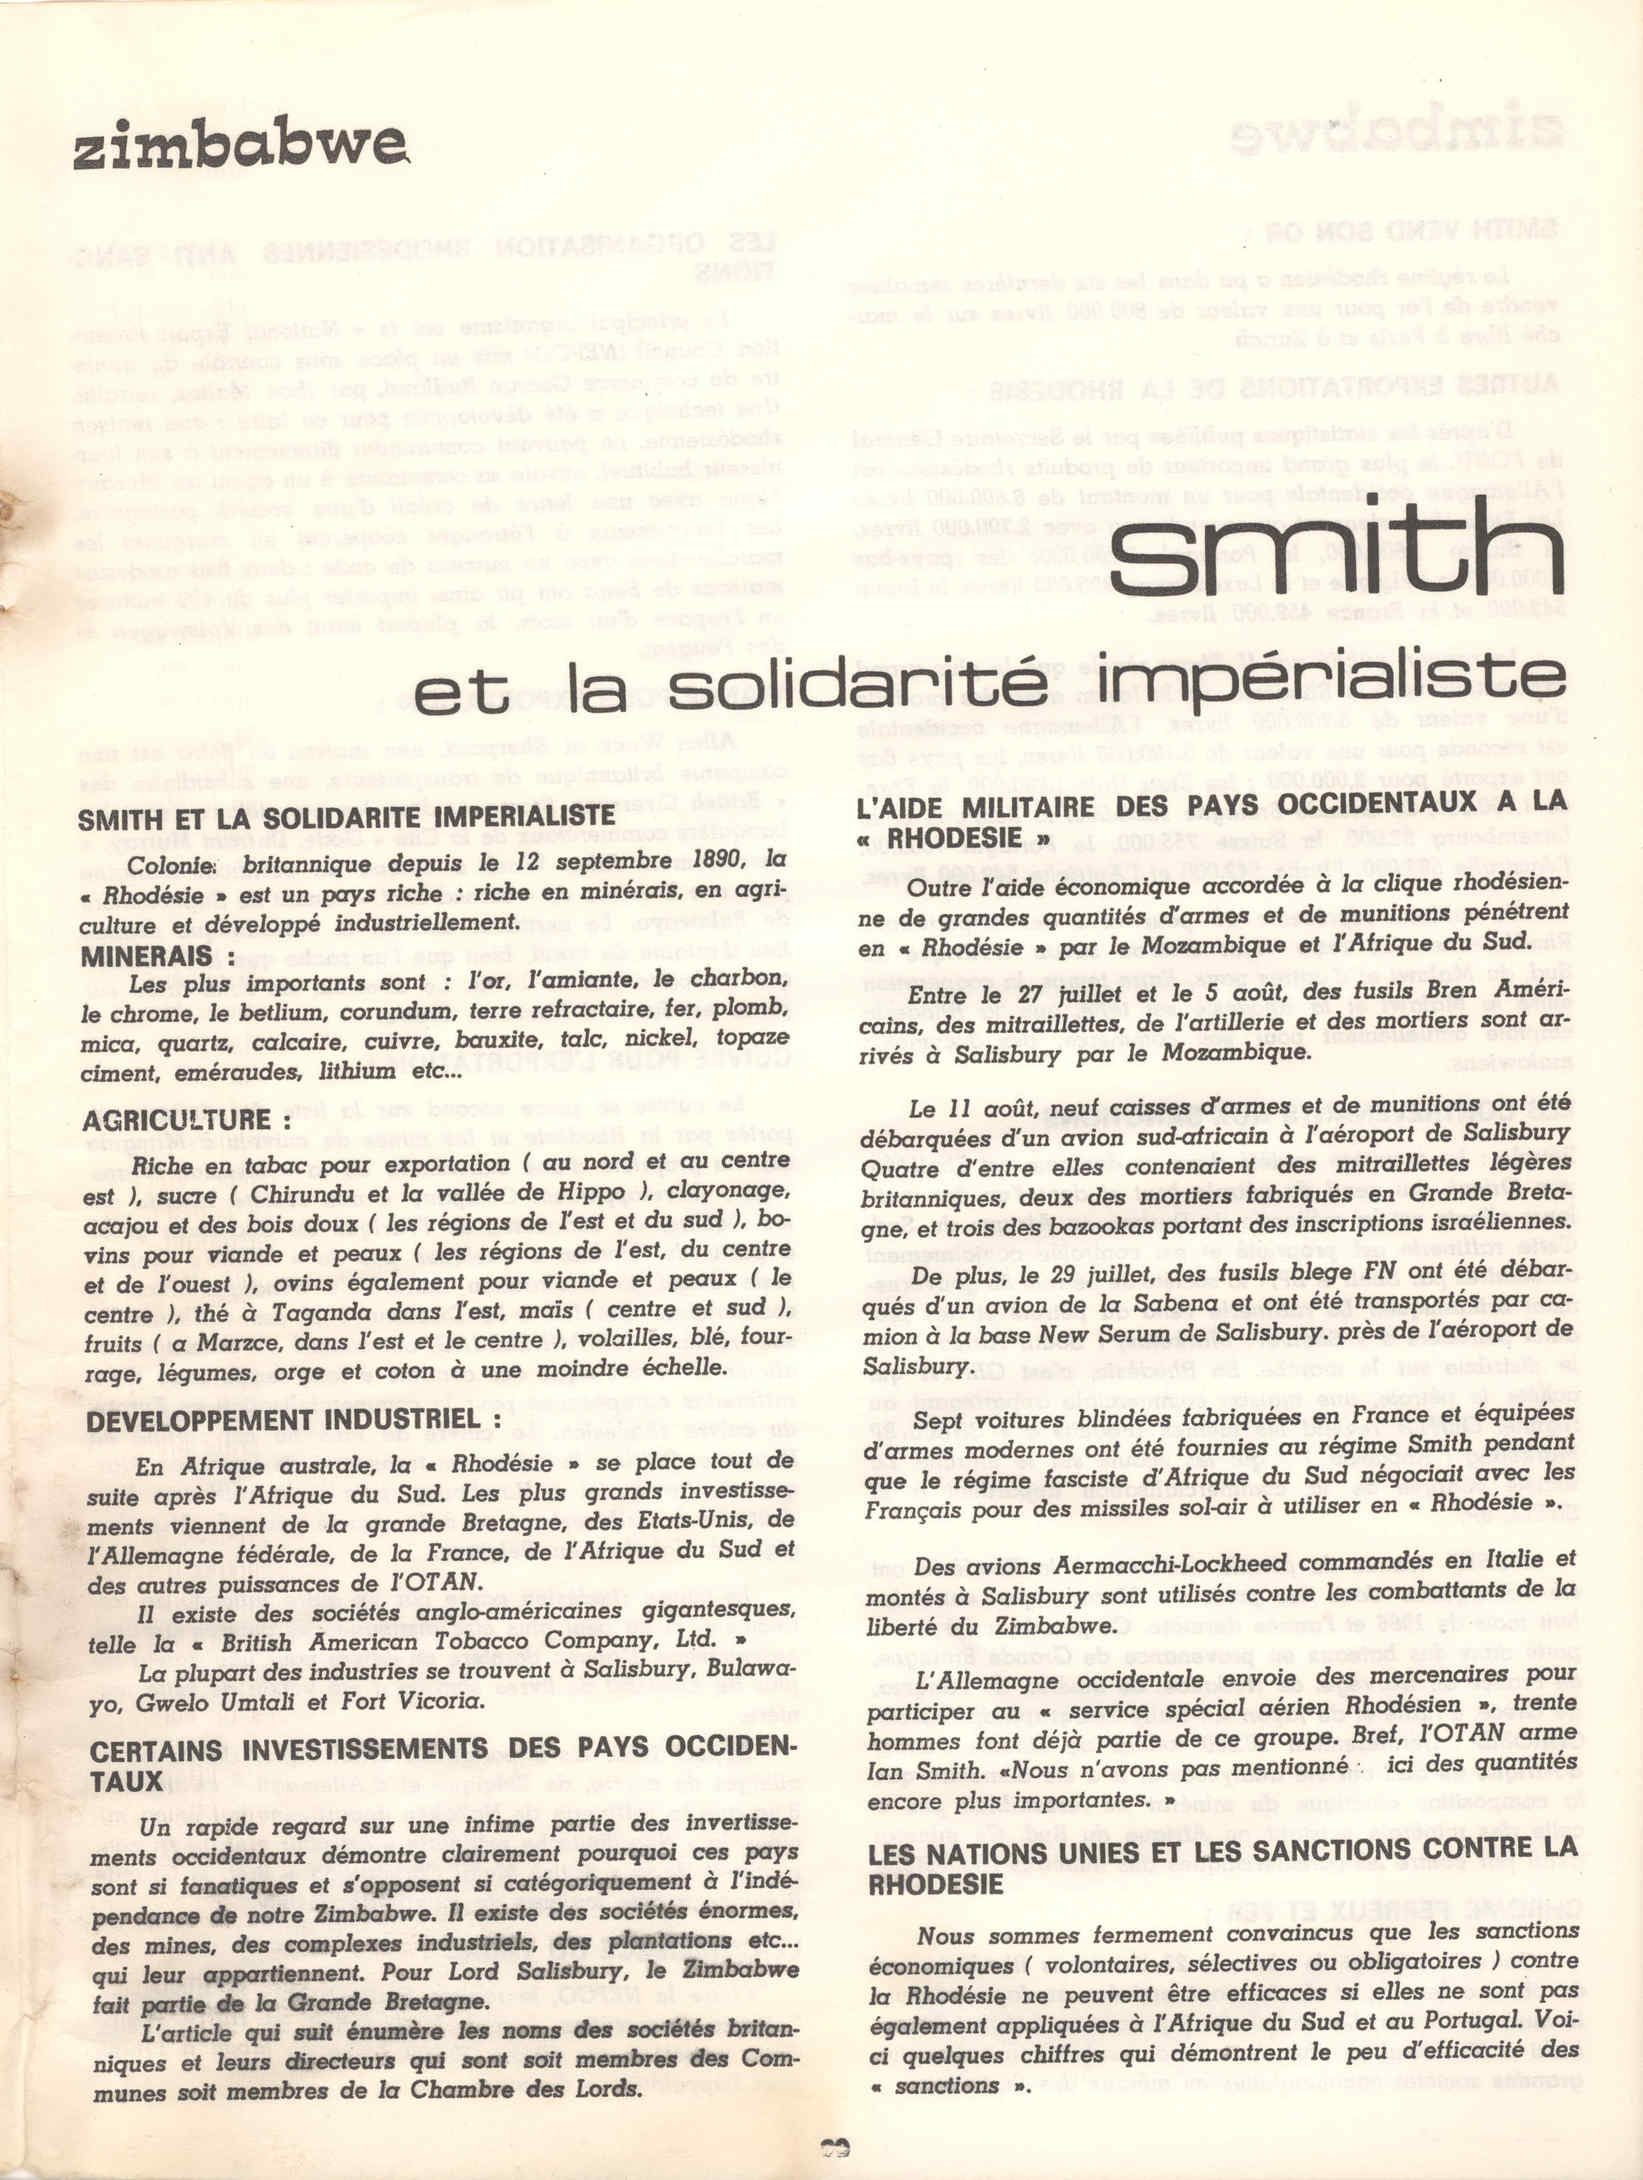 zimbabwe
smith
et la solidarité impérialiste
SMITH ET LA SOLIDARITE IMPERIALISTE
Colonie britannique depuis le 12 septembre 1890, la
« Rhodésie » est un pays riche : riche en minérais, en agri-
culture et développé industriellement.
MINERAIS :
Les plus importants sont : l'or, l'amiante, le charbon,
le chrome, le betlium, corundum, terre refractaire, fer, plomb,
mica, quartz, calcaire, cuivre, bauxite, talc, nickel, topaze
ciment, eméraudes, lithium etc...
AGRICULTURE :
Riche en tabac pour exportation ( au nord et au centre
est ), sucre ( Chirundu et la vallée de Hippo ), clayonage,
acajou et des bois doux ( les régions de l'est et du sud ), bo-
vins pour viande et peaux ( les régions de l'est, du centre
et de l'ouest ), ovins également pour viande et peaux ( le
centre ), thé à Taganda dans l'est, maïs ( centre et sud ),
fruits ( a Marzce, dans l'est et le centre ), volailles, blé, four-
rage, légumes, orge et coton à une moindre échelle.
DEVELOPPEMENT INDUSTRIEL :
En Afrique australe, la « Rhodésie » se place tout de
suite après l'Afrique du Sud. Les plus grands investisse-
ments viennent de la grande Bretagne, des Etats-Unis, de
l'Allemagne fédérale, de la France, de l'Afrique du Sud et
des autres puissances de l'OTAN.
Il existe des sociétés anglo-américaines gigantesques,
telle la « British American Tobacco Company, Ltd. »
La plupart des industries se trouvent à Salisbury, Bulawa-
yo, Gwelo Umtali et Fort Vicoria.
CERTAINS INVESTISSEMENTS DES PAYS OCCIDEN-
TAUX
Un rapide regard sur une infime partie des invertisse-
ments occidentaux démontre clairement pourquoi ces pays
sont si fanatiques et s'opposent si catégoriquement à l'indé-
pendance de notre Zimbabwe. Il existe des sociétés énormes,
des mines, des complexes industriels, des plantations etc...
qui leur appartiennent. Pour Lord Salisbury, le Zimbabwe
fait partie de la Grande Bretagne.
L'article qui suit énumère les noms des sociétés britan-
niques et leurs directeurs qui sont soit membres des Com-
munes soit membres de la Chambre des Lords.
L'AIDE MILITAIRE DES PAYS OCCIDENTAUX A LA
« RHODESIE »
Outre l'aide économique accordée à la clique rhodésien-
ne de grandes quantités d'armes et de munitions pénétrent
en « Rhodésie » par le Mozambique et l'Afrique du Sud.
Entre le 27 juillet et le 5 août, des fusils Bren Améri-
cains, des mitraillettes, de l'artillerie et des mortiers sont ar-
rivés à Salisbury par le Mozambique.
Le 11 août, neuf caisses d'armes et de munitions ont été
débarquées d'un avion sud-africain à l'aéroport de Salisbury
Quatre d'entre elles contenaient des mitraillettes légères
britanniques, deux des mortiers fabriqués en Grande Breta-
gne, et trois des bazookas portant des inscriptions israéliennes.
De plus, le 29 juillet, des fusils blege FN ont été débar-
qués d'un avion de la Sabena et ont été transportés par ca-
mion à la base New Serum de Salisbury. près de l'aéroport de
Salisbury.
Sept voitures blindées fabriquées en France et équipées
d'armes modernes ont été fournies au régime Smith pendant
que le régime fasciste d'Afrique du Sud négociait avec les
Français pour des missiles sol-air à utiliser en « Rhodésie ».
Des avions Aermacchi-Lockheed commandés en Italie et
montés à Salisbury sont utilisés contre les combattants de la
liberté du Zimbabwe.
L'Allemagne occidentale envoie des mercenaires pour
participer au « service spécial aérien Rhodésien », trente
hommes font déjà partie de ce groupe. Bref, l'OTAN arme
Ian Smith. «Nous n'avons pas mentionné ici des quantités
encore plus importantes. »
LES NATIONS UNIES ET LES SANCTIONS CONTRE LA
RHODESIE
Nous sommes fermement convaincus que les sanctions
économiques ( volontaires, sélectives ou obligatoires ) contre
la Rhodésie ne peuvent être efficaces si elles ne sont pas
également appliquées à l'Afrique du Sud et au Portugal. Voi-
ci quelques chiffres qui démontrent le peu d'efficacité des
« sanctions ».